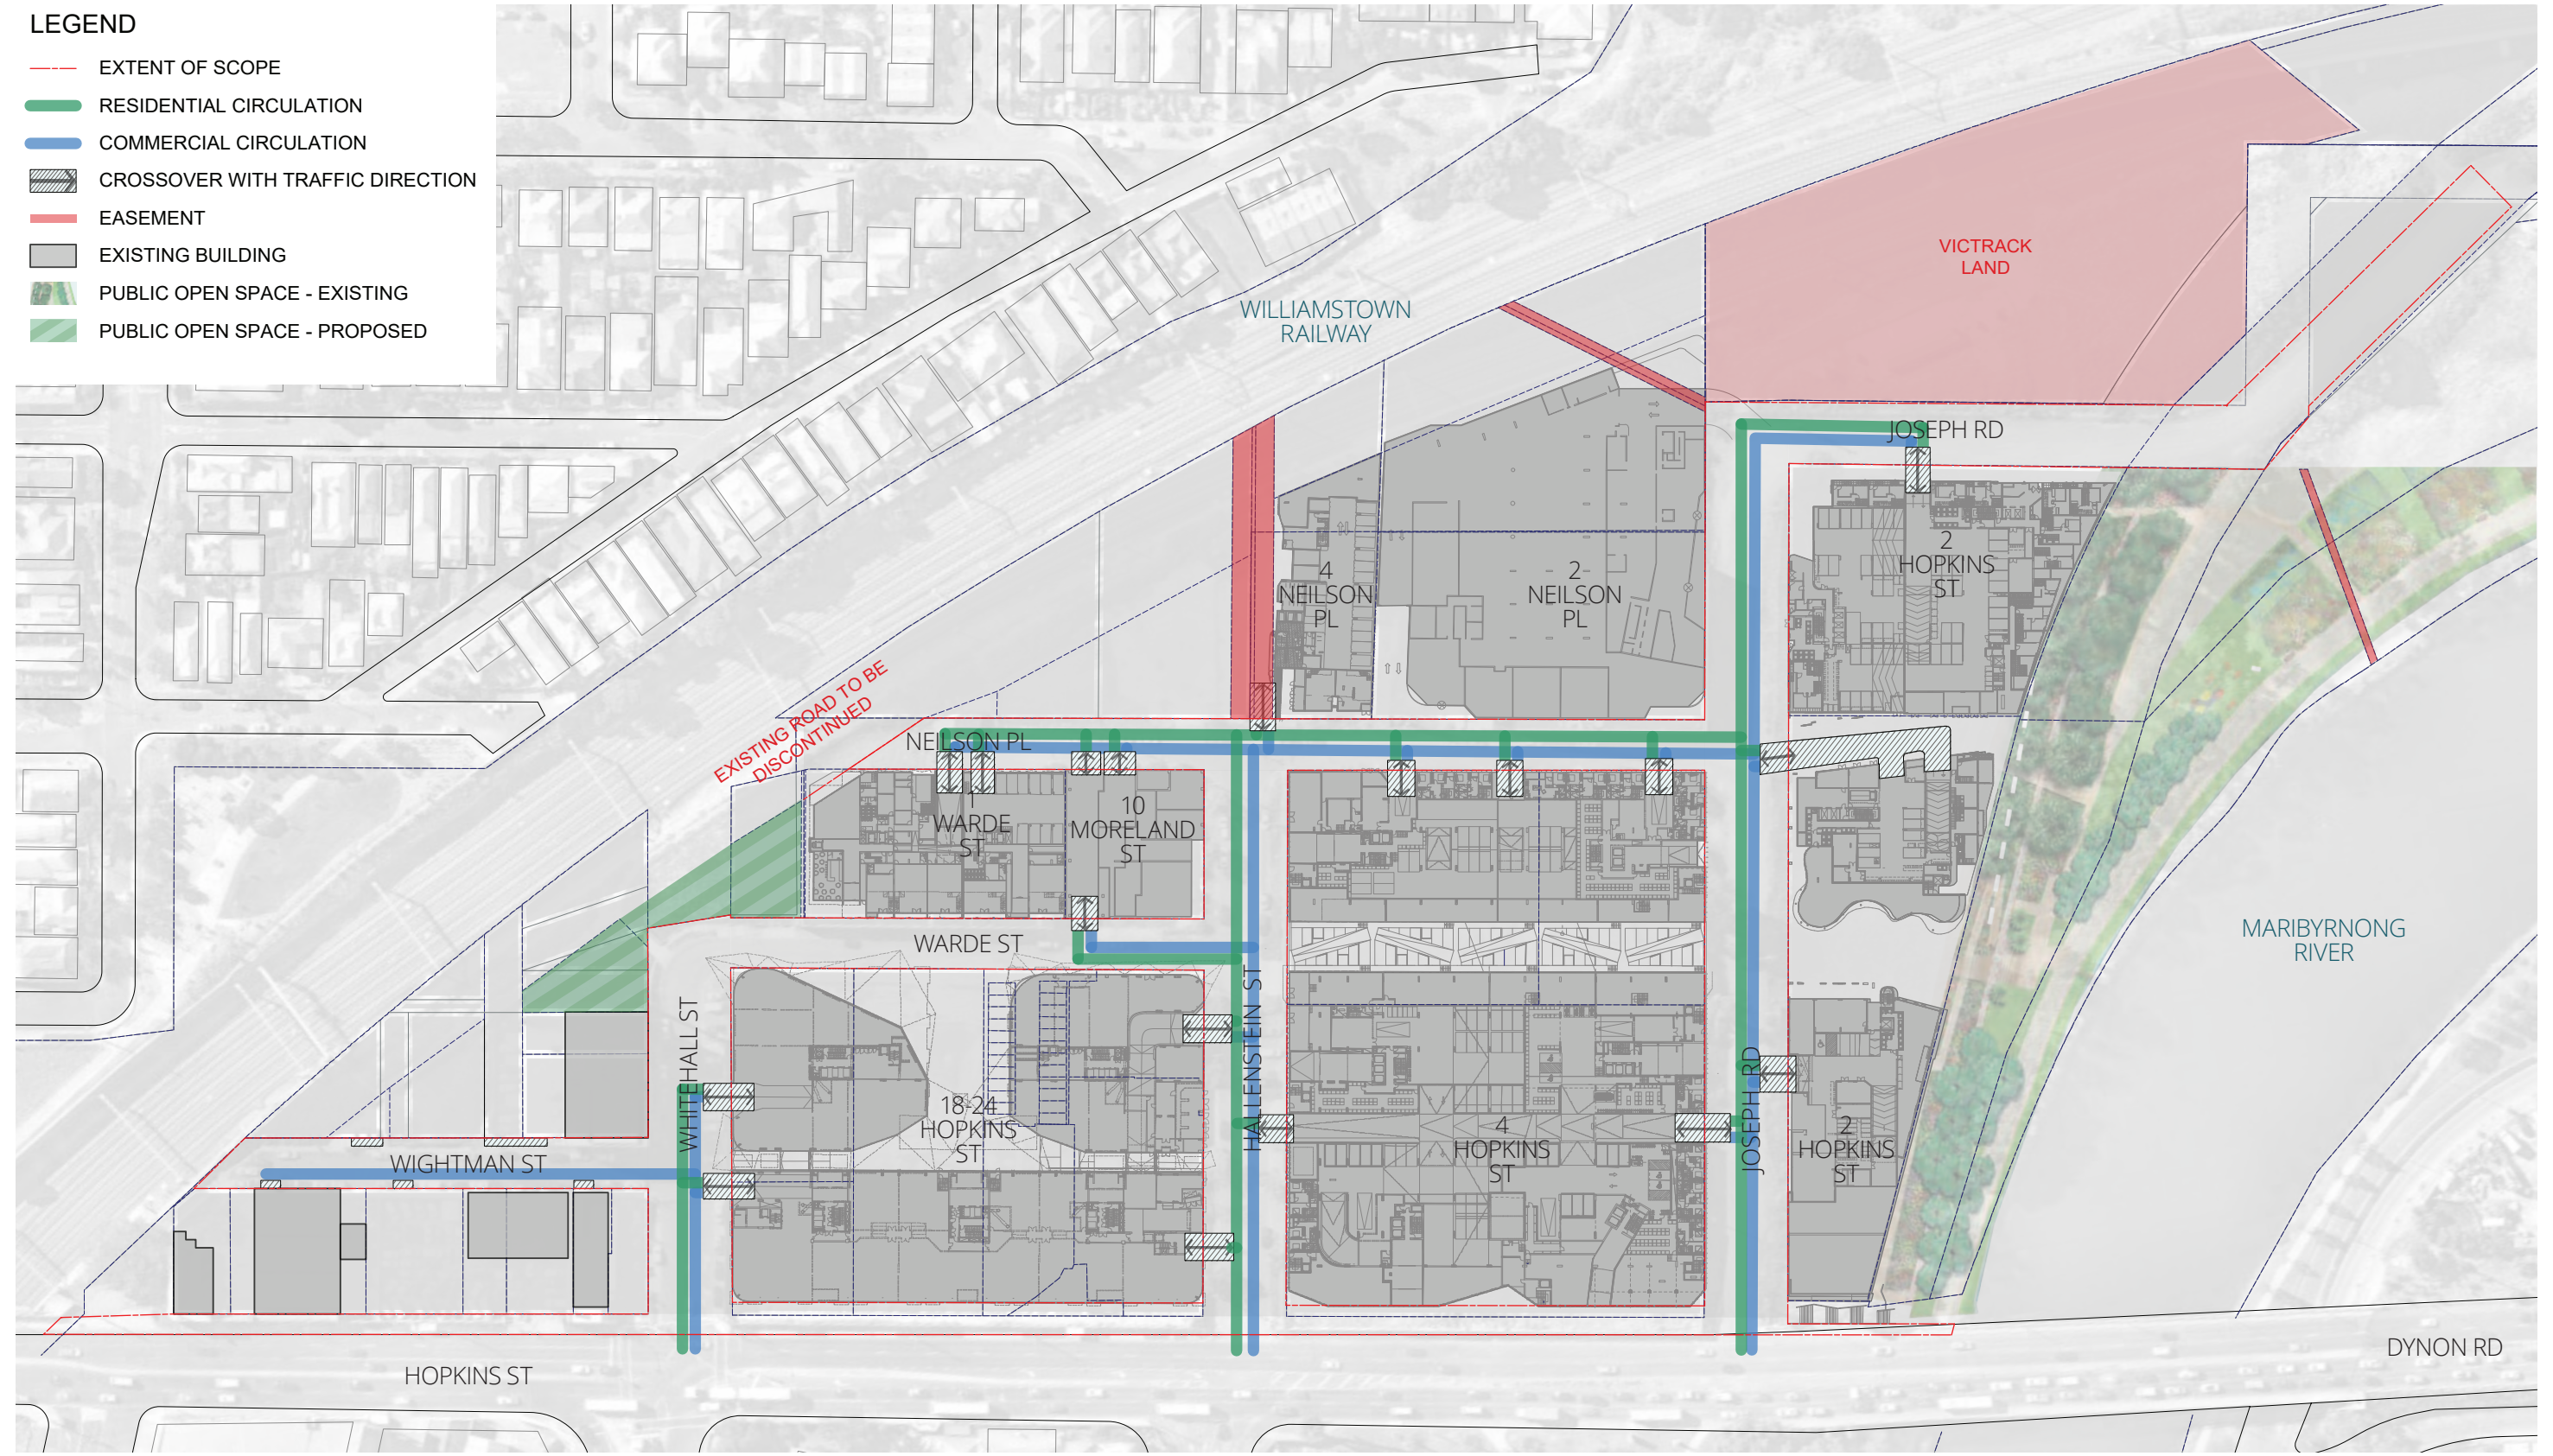 LEGEND
EXTENT OF SCOPE
RESIDENTIAL CIRCULATION
COMMERCIAL CIRCULATION
CROSSOVER WITH TRAFFIC DIRECTION
EASEMENT
EXISTING BUILDING
PUBLIC OPEN SPACE - EXISTING
PUBLIC OPEN SPACE - PROPOSED
VICTRACK
LAND
WILLIAMSTOWN
RAILWAY
JOSEPH RD
2
HOPKINS
ST
4
NEILSON
PL
2
NEILSON
PL
EXISTING ROAD TO BE
DISCONTINUED
NEILSON PL
1
WARDE
ST
10
MORELAND
ST
WARDE ST
MARIBYRNONG
RIVER
WHITEHALL ST
HALLENSTEIN ST
JOSEPH RD
18-24
HOPKINS
ST
4
HOPKINS
ST
2
HOPKINS
ST
WIGHTMAN ST
HOPKINS ST
DYNON RD